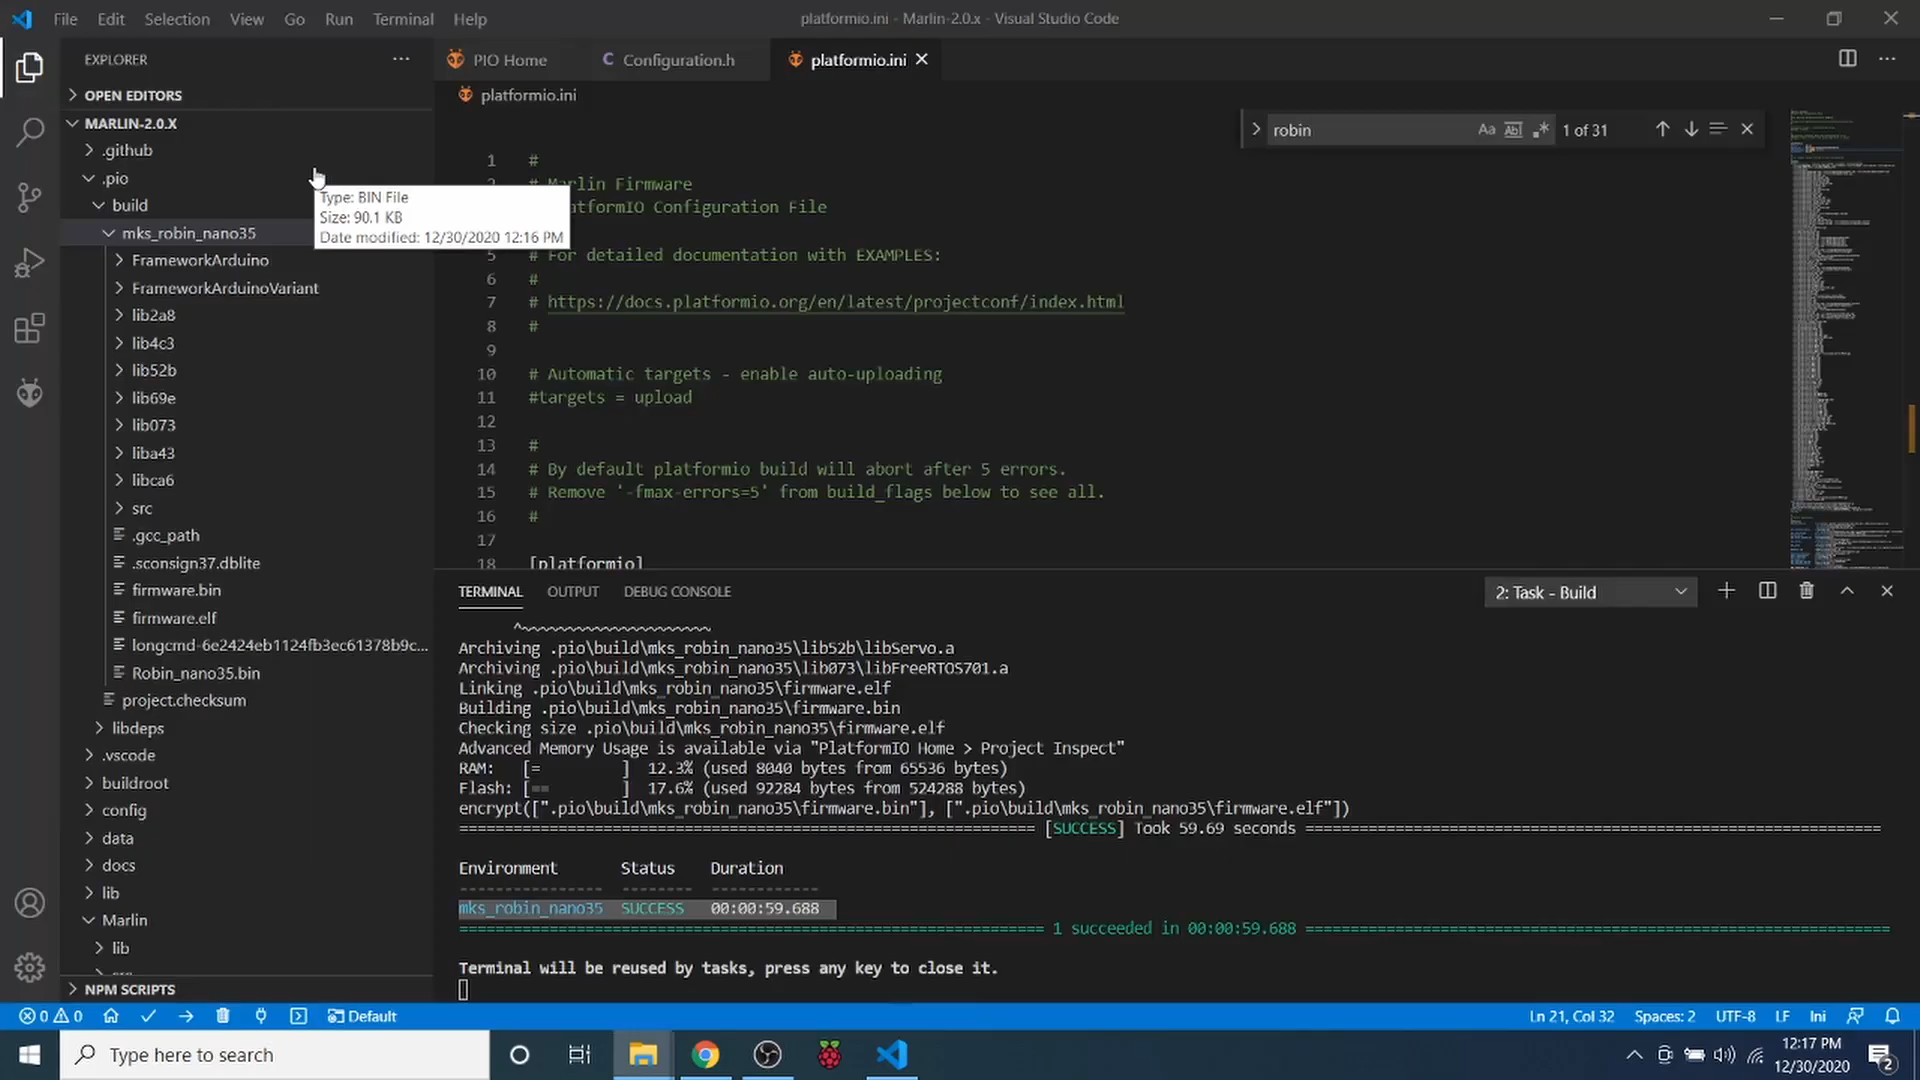 File Edit Selection View Go Run Terminal Help
platformio.ini - Marlin-2.0.x - Visual Studio Code
EXPLORER
OPEN EDITORS
MARLIN-2.0.X
.github
.pio
build
mks_robin_nano35
FrameworkArduino
FrameworkArduinoVariant
lib2a8
lib4c3
lib52b
lib69e
lib073
liba43
libca6
src
.gcc_path
.sconsign37.dblite
firmware.bin
firmware.elf
longcmd-6e2424eb1124fb3ec61378b9c...
Robin_nano35.bin
project.checksum
libdeps
.vscode
buildroot
config
data
docs
lib
Marlin
lib
NPM SCRIPTS
Type: BIN File
Size: 90.1 KB
Date modified: 12/30/2020 12:16 PM
PIO Home
C Configuration.h
platformio.ini
platformio.ini
robin
Aa Abl .* 1 of 31
1 #
2 # Marlin Firmware
atformIO Configuration File
5 # For detailed documentation with EXAMPLES:
6 #
7 # https://docs.platformio.org/en/latest/projectconf/index.html
8 #
9
10 # Automatic targets - enable auto-uploading
11 #targets = upload
12
13 #
14 # By default platformio build will abort after 5 errors.
15 # Remove '-fmax-errors=5' from build_flags below to see all.
16 #
17
18 [platformio]
TERMINAL OUTPUT DEBUG CONSOLE
2: Task - Build
^~~~~~~~~~~~~~~~~~~~~~
Archiving .pio\build\mks_robin_nano35\lib52b\libServo.a
Archiving .pio\build\mks_robin_nano35\lib073\libFreeRTOS701.a
Linking .pio\build\mks_robin_nano35\firmware.elf
Building .pio\build\mks_robin_nano35\firmware.bin
Checking size .pio\build\mks_robin_nano35\firmware.elf
Advanced Memory Usage is available via "PlatformIO Home > Project Inspect"
RAM: [= ] 12.3% (used 8040 bytes from 65536 bytes)
Flash: [== ] 17.6% (used 92284 bytes from 524288 bytes)
encrypt([".pio\build\mks_robin_nano35\firmware.bin"], [".pio\build\mks_robin_nano35\firmware.elf"])
[SUCCESS] Took 59.69 seconds
Environment Status Duration
mks_robin_nano35 SUCCESS 00:00:59.688
1 succeeded in 00:00:59.688
Terminal will be reused by tasks, press any key to close it.
0 0 Default
Ln 21, Col 32 Spaces: 2 UTF-8 LF Ini
Type here to search
12:17 PM
12/30/2020
2